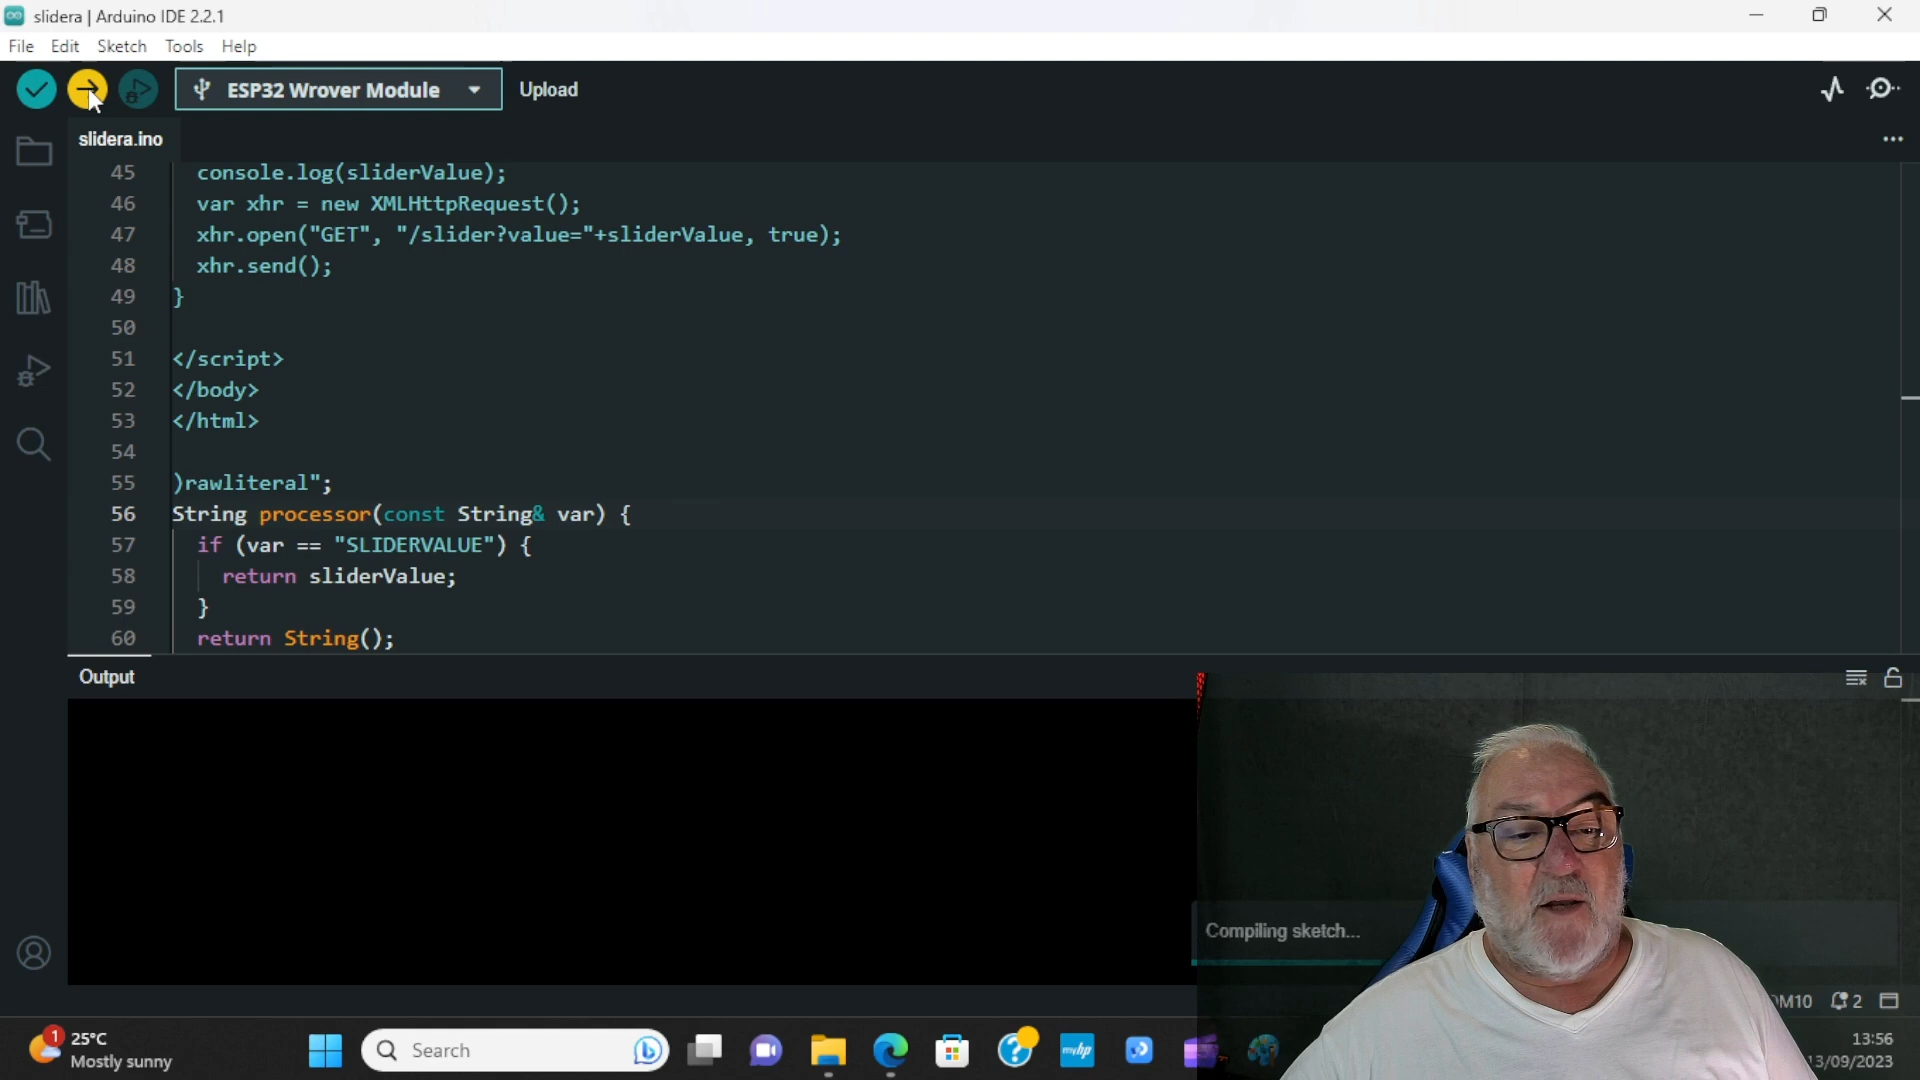 slidera | Arduino IDE 2.2.1
File Edit Sketch Tools Help
ESP32 Wrover Module
Upload
slidera.ino
45 console.log(sliderValue);
46 var xhr = new XMLHttpRequest();
47 xhr.open("GET", "/slider?value="+sliderValue, true);
48 xhr.send();
49 }
50
51 </script>
52 </body>
53 </html>
54
55 )rawliteral";
56 String processor(const String& var) {
57 if (var == "SLIDERVALUE") {
58 return sliderValue;
59 }
60 return String();
Output
Compiling sketch...
M10 2
1 25°C
Mostly sunny
Search
myhp
13:56
13/09/2023